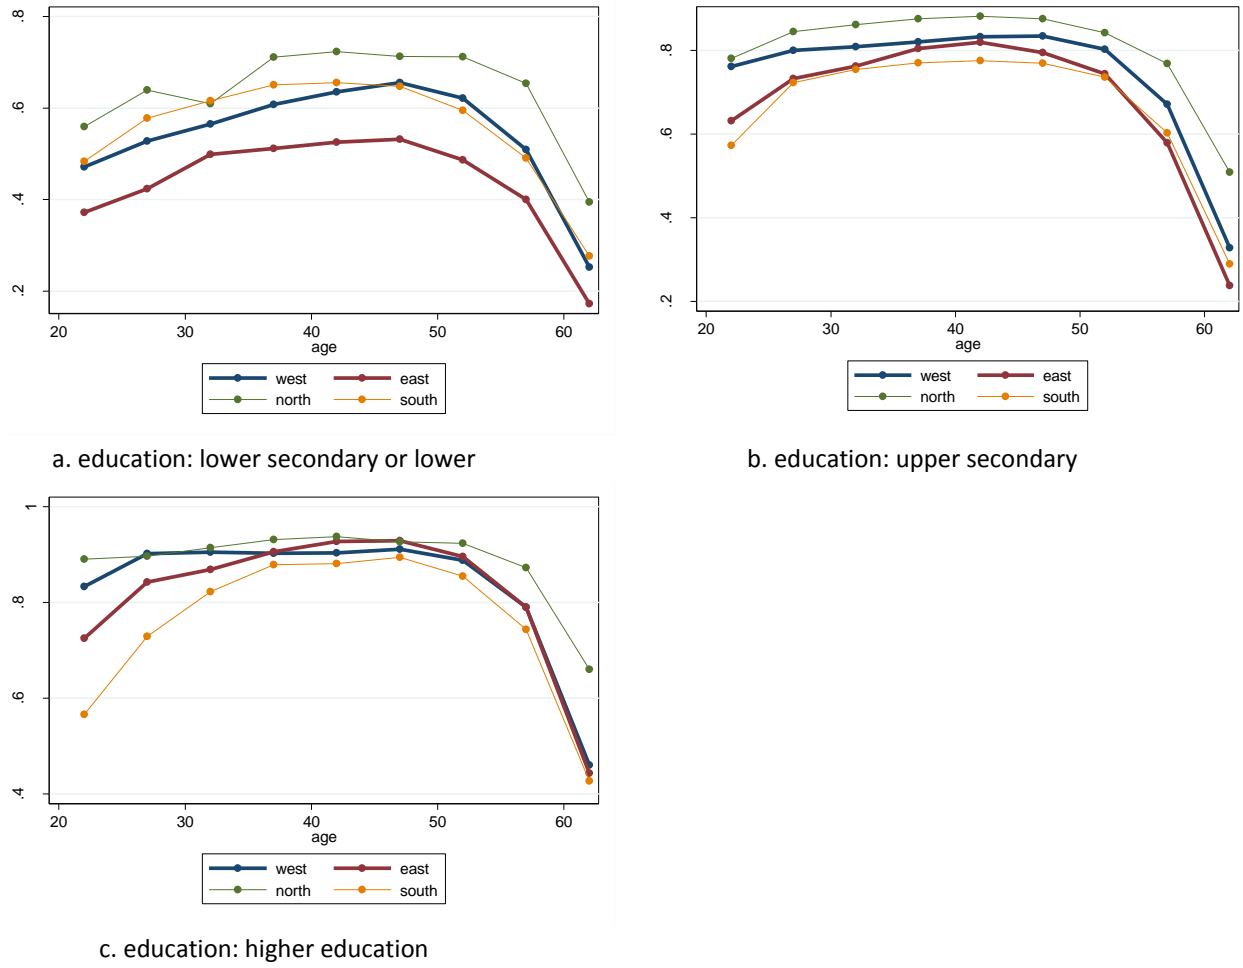 .8
.6
.4
.2
20 30 40 50 60
age
west east
north south
a. education: lower secondary or lower
.8
.6
.4
.2
20 30 40 50 60
age
west east
north south
b. education: upper secondary
1
.8
.6
.4
20 30 40 50 60
age
west east
north south
c. education: higher education